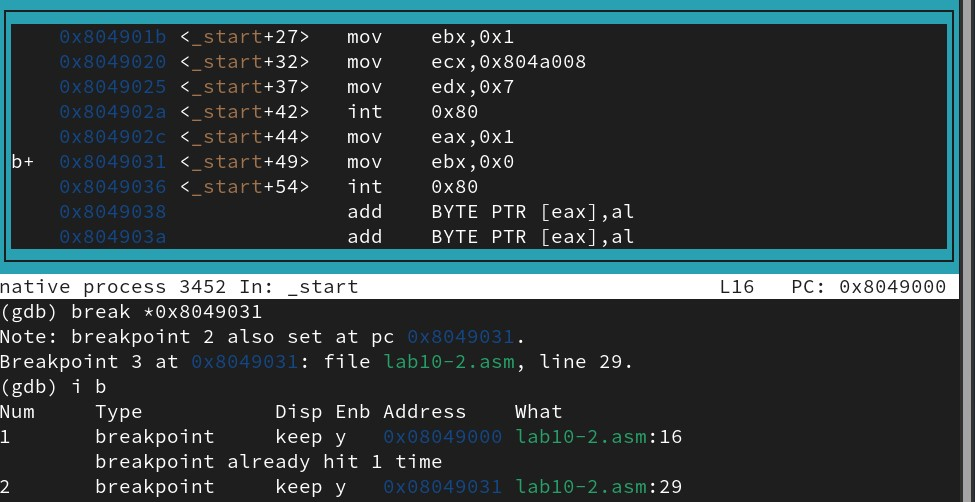 0x804901b <_start+27> mov ebx,0x1
0x8049020 <_start+32> mov ecx,0x804a008
0x8049025 <_start+37> mov edx,0x7
0x804902a <_start+42> int 0x80
0x804902c <_start+44> mov eax,0x1
b+ 0x8049031 <_start+49> mov ebx,0x0
0x8049036 <_start+54> int 0x80
0x8049038 add BYTE PTR [eax],al
0x804903a add BYTE PTR [eax],al
native process 3452 In: _start L16 PC: 0x8049000
(gdb) break *0x8049031
Note: breakpoint 2 also set at pc 0x8049031.
Breakpoint 3 at 0x8049031: file lab10-2.asm, line 29.
(gdb) i b
Num Type Disp Enb Address What
1 breakpoint keep y 0x08049000 lab10-2.asm:16
breakpoint already hit 1 time
2 breakpoint keep y 0x08049031 lab10-2.asm:29